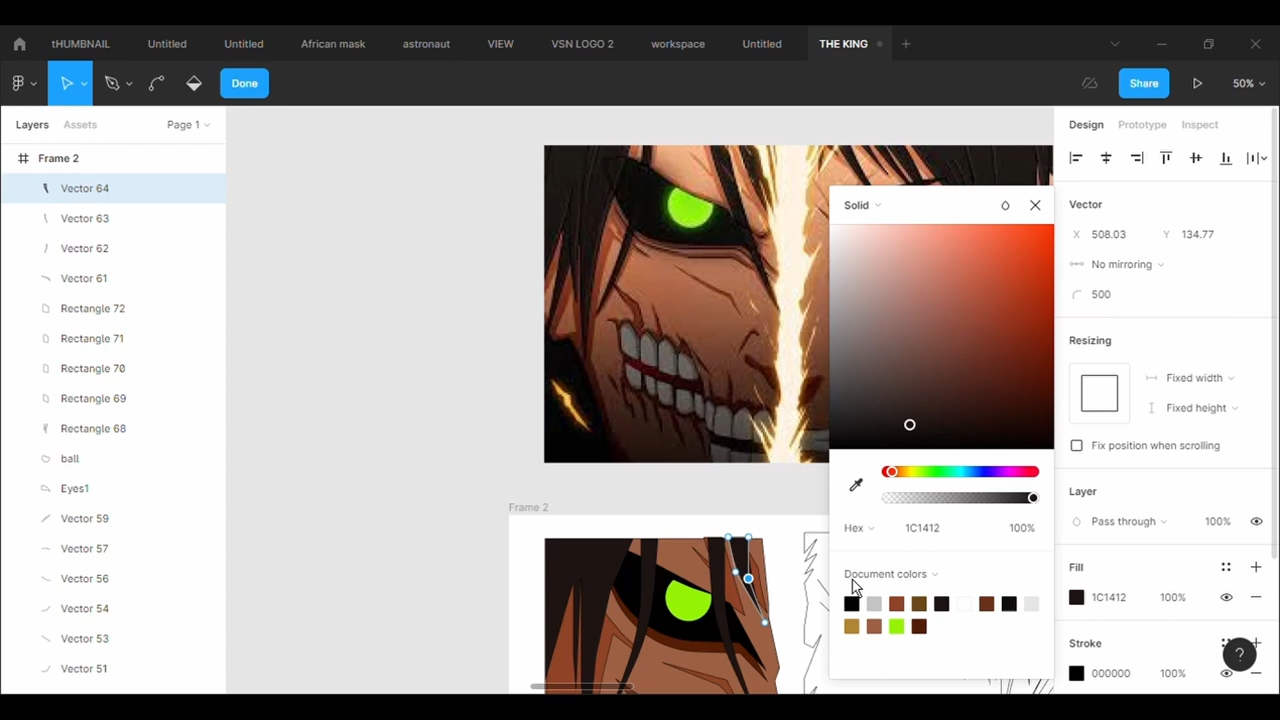 tHUMBNAIL Untitled Untitled African mask astronaut VIEW VSN LOGO 2 workspace Untitled THE KING
Done Share 50%
Layers Assets Page 1
Design Prototype Inspect
Frame 2
Vector 64
Vector 63
Vector 62
Vector 61
Rectangle 72
Rectangle 71
Rectangle 70
Rectangle 69
Rectangle 68
ball
Eyes1
Vector 59
Vector 57
Vector 56
Vector 54
Vector 53
Vector 51
Frame 2
Solid
Hex 1C1412 100%
Document colors
Vector
X 508.03 Y 134.77
No mirroring
500
Resizing
Fixed width
Fixed height
Fix position when scrolling
Layer
Pass through 100%
Fill
1C1412 100%
Stroke
000000 100%
?